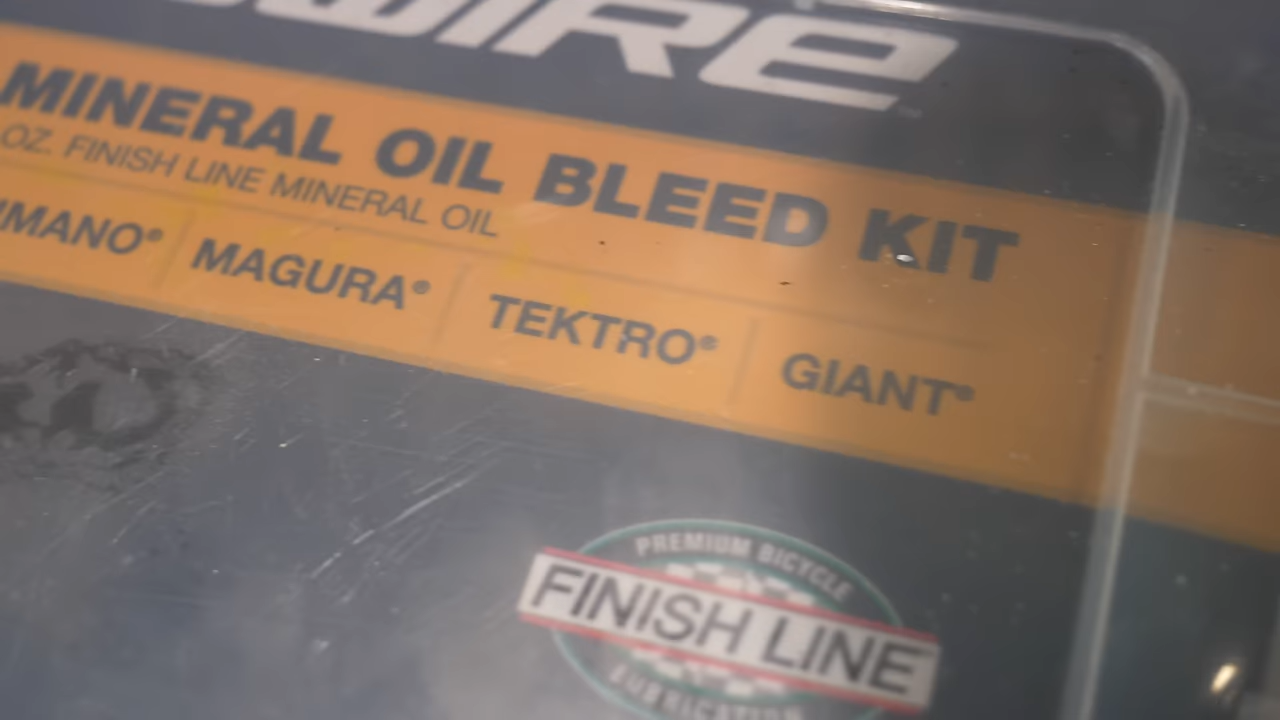 WIRE
MINERAL OIL BLEED KIT
OZ. FINISH LINE MINERAL OIL
MANO® MAGURA® TEKTRO® GIANT®
PREMIUM BICYCLE
FINISH LINE
LUBRICATION